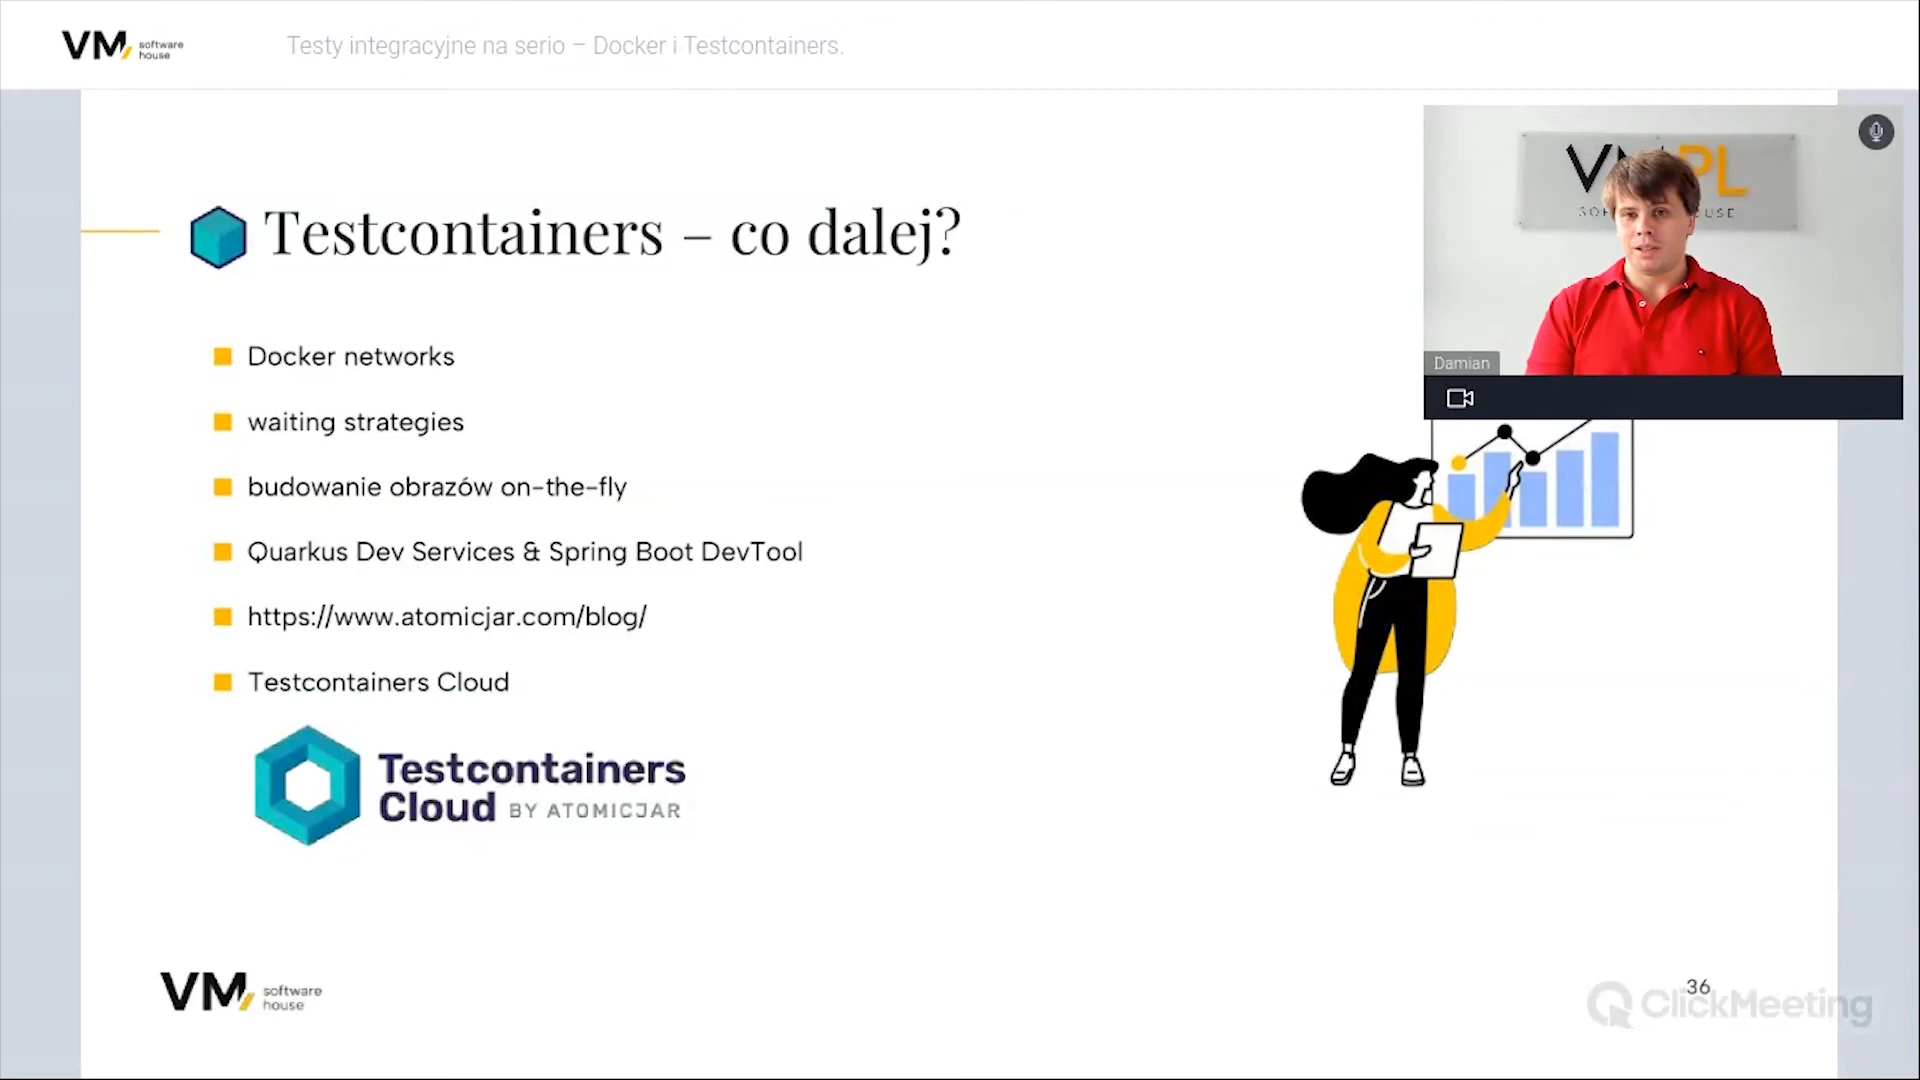 VM software house
Testy integracyjne na serio – Docker i Testcontainers.
Testcontainers – co dalej?
Docker networks
waiting strategies
budowanie obrazów on-the-fly
Quarkus Dev Services & Spring Boot DevTool
https://www.atomicjar.com/blog/
Testcontainers Cloud
Testcontainers
Cloud BY ATOMICJAR
Damian
VM software house
36
ClickMeeting